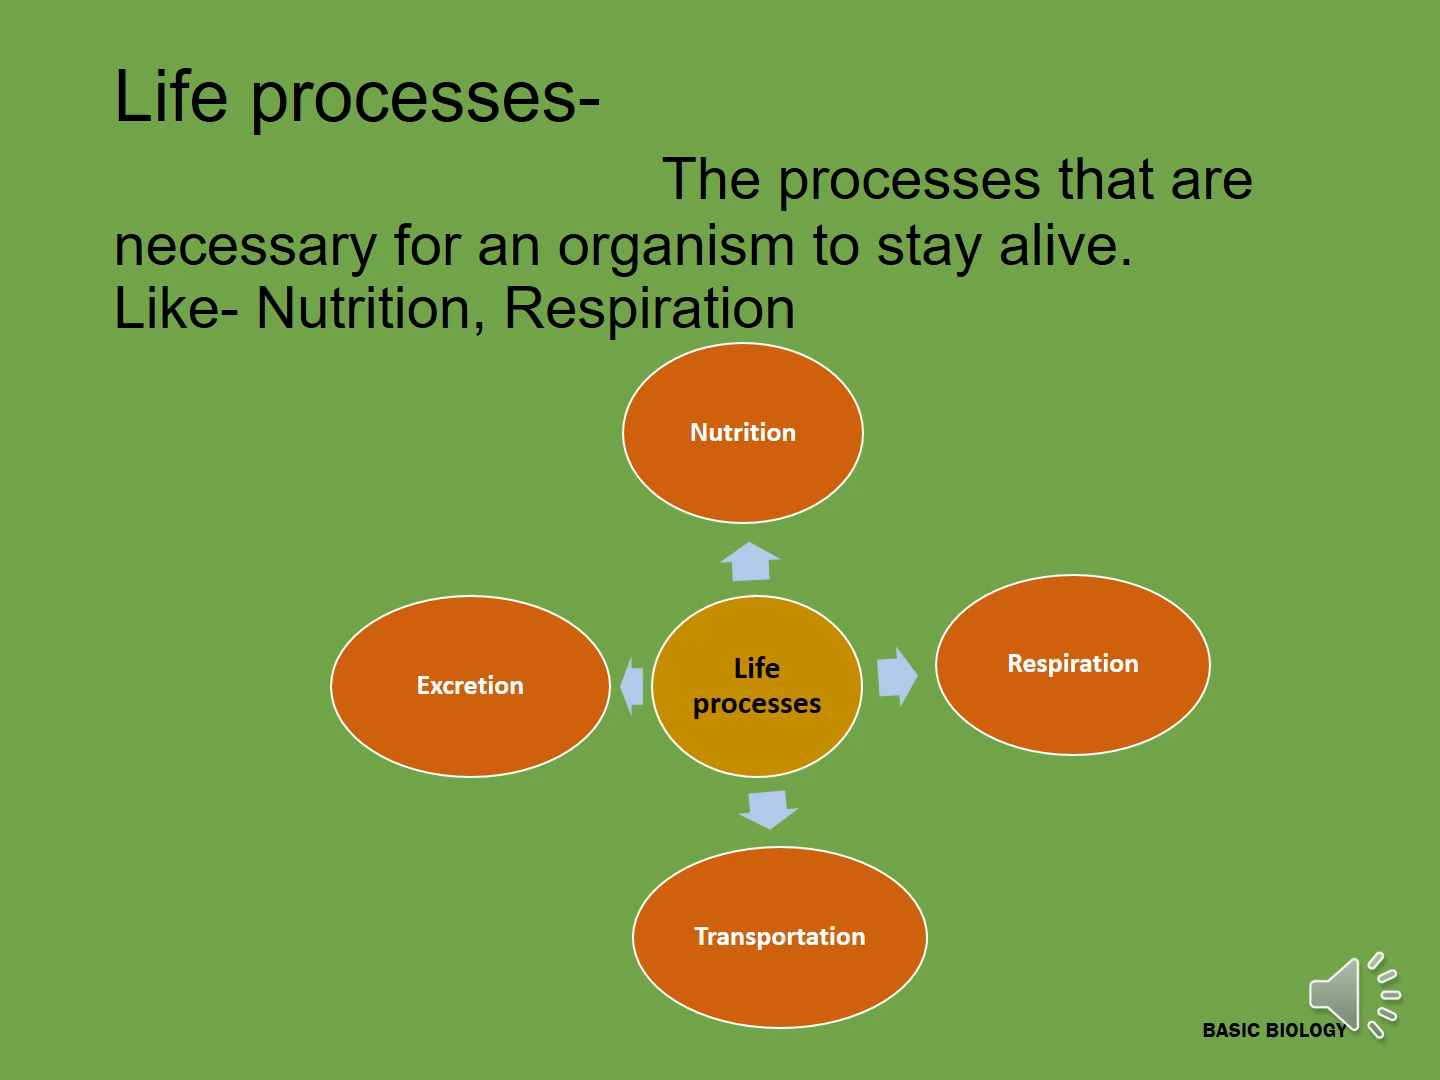 Life processes-
The processes that are
necessary for an organism to stay alive.
Like- Nutrition, Respiration
Nutrition
Excretion
Life
processes
Respiration
Transportation
BASIC BIOLOGY